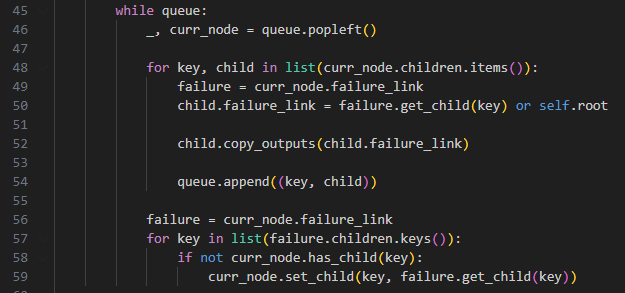 45 while queue:
46 _, curr_node = queue.popleft()
47
48 for key, child in list(curr_node.children.items()):
49 failure = curr_node.failure_link
50 child.failure_link = failure.get_child(key) or self.root
51
52 child.copy_outputs(child.failure_link)
53
54 queue.append((key, child))
55
56 failure = curr_node.failure_link
57 for key in list(failure.children.keys()):
58 if not curr_node.has_child(key):
59 curr_node.set_child(key, failure.get_child(key))